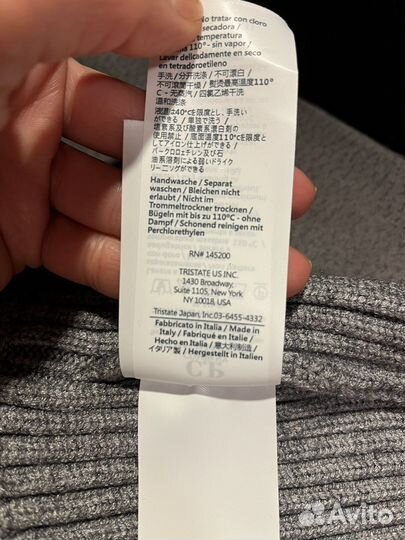 No tratar con cloro
secadora /
temperatura
110° - sin vapor /
Lavar delicadamente en seco
en tetradoroetileno
手洗 / 分开洗涤 / 不可漂白 /
不可滚筒干燥 / 熨烫最高温度110°
C - 无蒸汽 / 四氯乙烯干洗
温和洗涤
液温は40℃を限度とし、手洗い
ができる / 単独で洗う /
塩素系及び酸素系漂白剤の
使用禁止 / 底面温度110℃を限度と
してアイロン仕上げができる /
パークロロエチレン及び石
油系溶剤による弱いドライク
リーニングができる
Handwasche / Separat
waschen / Bleichen nicht
erlaubt / Nicht im
Trommeltrockner trocknen /
Bügeln mit bis zu 110°C - ohne
Dampf / Schonend reinigen mit
Perchlorethylen
RN# 145200
TRISTATE US INC.
1430 Broadway,
Suite 1105, New York
NY 10018, USA
Tristate Japan, Inc.03-6455-4332
Fabbricato in Italia / Made in
Italy / Fabriqué en Italie /
Hecho en Italia / 意大利制 /
イタリア製 / Hergestellt in Italien
Avito